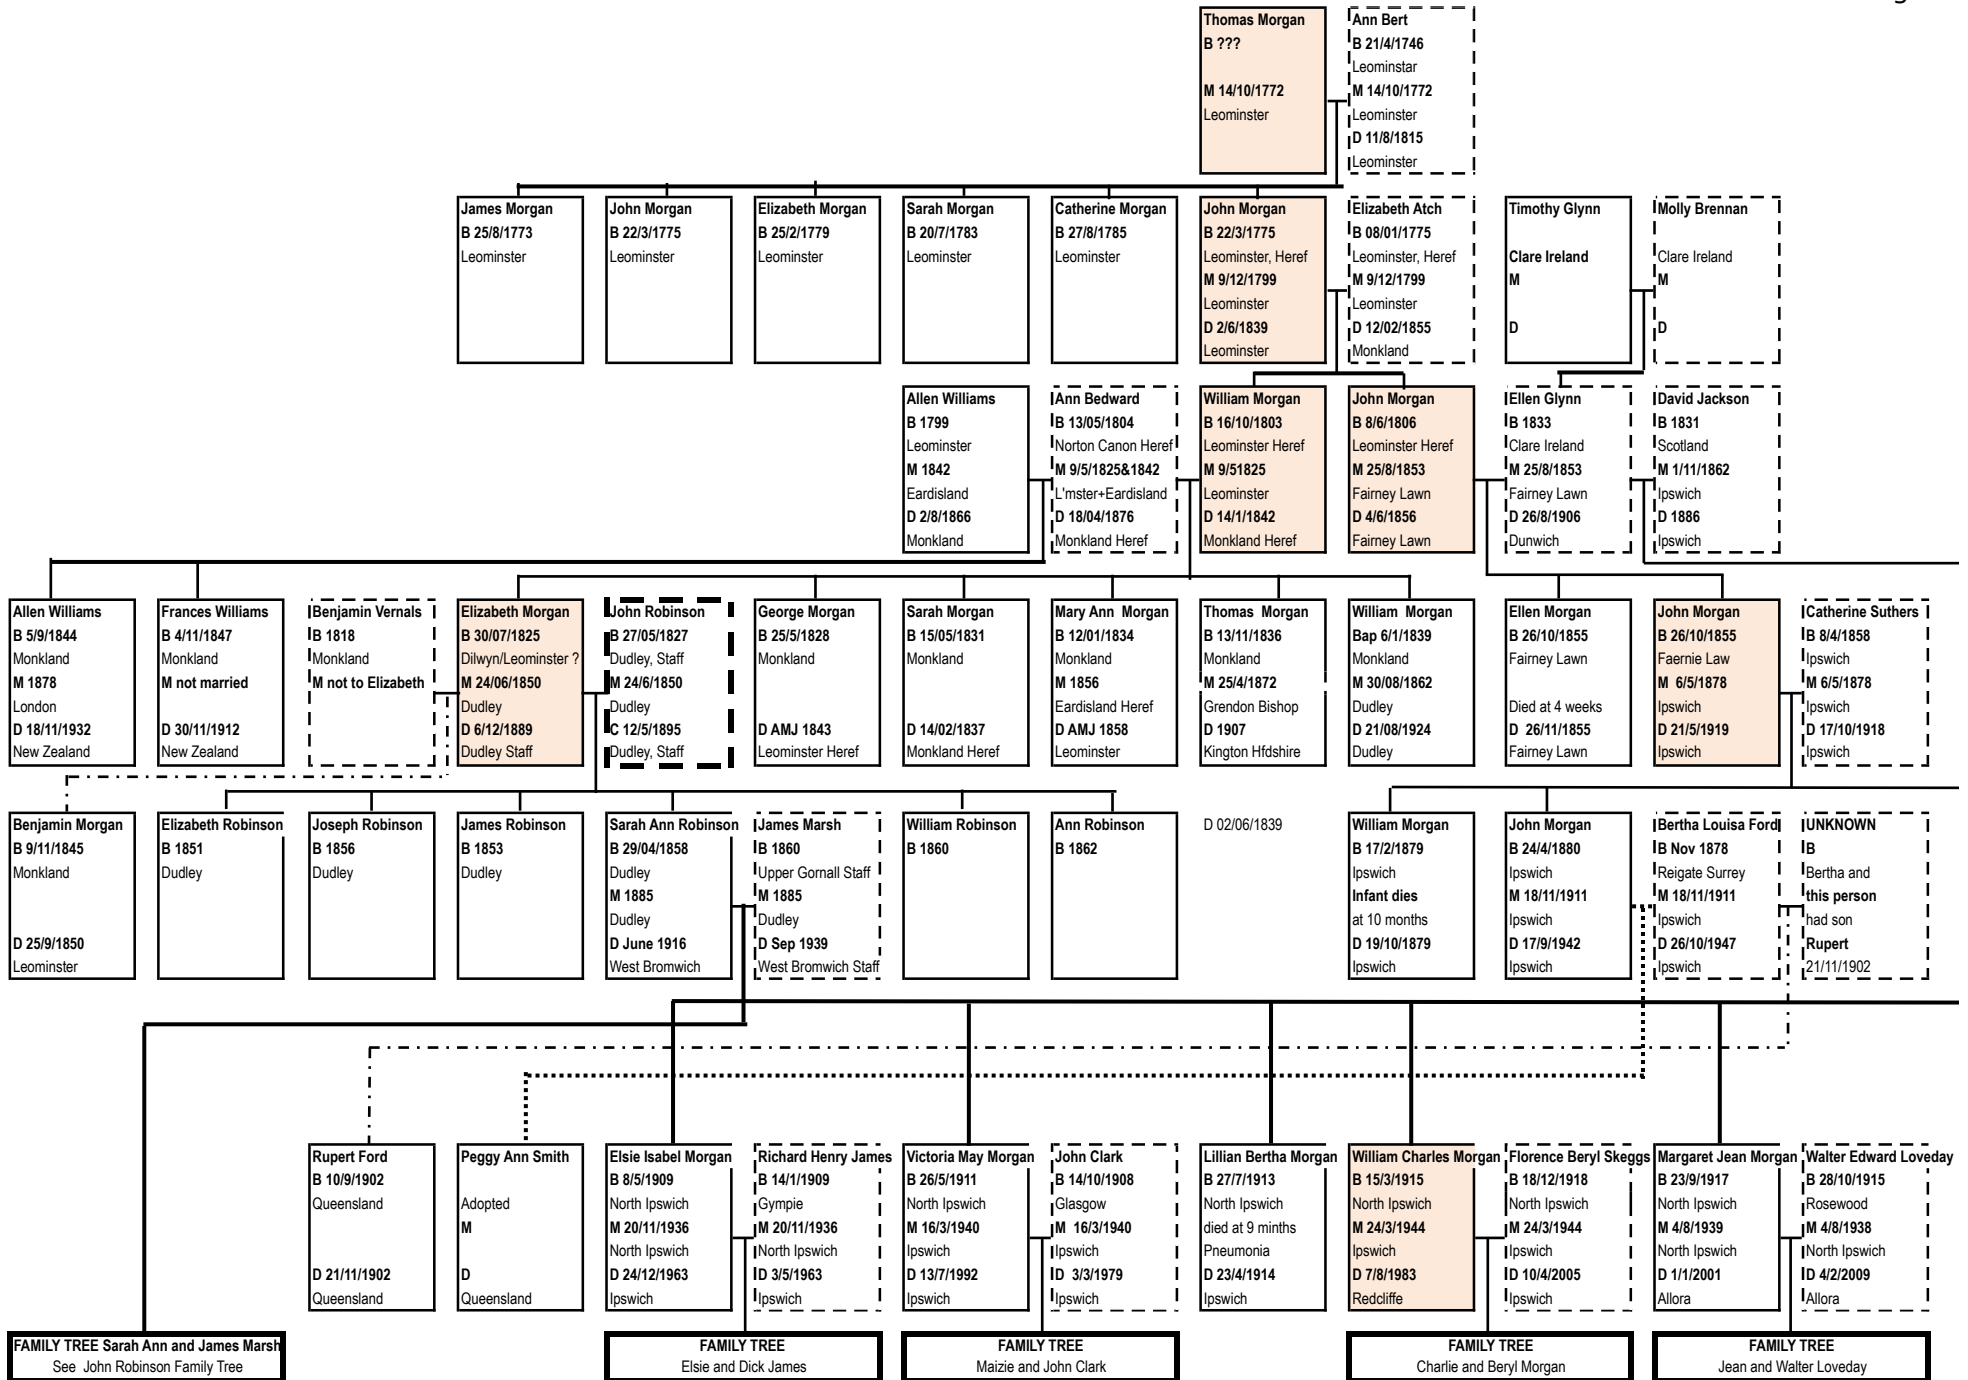 Thomas Morgan
B ???
M 14/10/1772
Leominster
Ann Bert
B 21/4/1746
Leominstar
M 14/10/1772
Leominster
D 11/8/1815
Leominster
James Morgan
B 25/8/1773
Leominster
John Morgan
B 22/3/1775
Leominster
Elizabeth Morgan
B 25/2/1779
Leominster
Sarah Morgan
B 20/7/1783
Leominster
Catherine Morgan
B 27/8/1785
Leominster
John Morgan
B 22/3/1775
Leominster, Heref
M 9/12/1799
Leominster
D 2/6/1839
Leominster
Elizabeth Atch
B 08/01/1775
Leominster, Heref
M 9/12/1799
Leominster
D 12/02/1855
Monkland
Timothy Glynn
Clare Ireland
M
D
Molly Brennan
Clare Ireland
M
D
Allen Williams
B 1799
Leominster
M 1842
Eardisland
D 2/8/1866
Monkland
Ann Bedward
B 13/05/1804
Norton Canon Heref
M 9/5/1825&1842
L'mster+Eardisland
D 18/04/1876
Monkland Heref
William Morgan
B 16/10/1803
Leominster Heref
M 9/51825
Leominster
D 14/1/1842
Monkland Heref
John Morgan
B 8/6/1806
Leominster Heref
M 25/8/1853
Fairney Lawn
D 4/6/1856
Fairney Lawn
Ellen Glynn
B 1833
Clare Ireland
M 25/8/1853
Fairney Lawn
D 26/8/1906
Dunwich
David Jackson
B 1831
Scotland
M 1/11/1862
Ipswich
D 1886
Ipswich
Allen Williams
B 5/9/1844
Monkland
M 1878
London
D 18/11/1932
New Zealand
Frances Williams
B 4/11/1847
Monkland
M not married
D 30/11/1912
New Zealand
Benjamin Vernals
B 1818
Monkland
M not to Elizabeth
Elizabeth Morgan
B 30/07/1825
Dilwyn/Leominster ?
M 24/06/1850
Dudley
D 6/12/1889
Dudley Staff
John Robinson
B 27/05/1827
Dudley, Staff
M 24/6/1850
Dudley
C 12/5/1895
Dudley, Staff
George Morgan
B 25/5/1828
Monkland
D AMJ 1843
Leominster Heref
Sarah Morgan
B 15/05/1831
Monkland
D 14/02/1837
Monkland Heref
Mary Ann Morgan
B 12/01/1834
Monkland
M 1856
Eardisland Heref
D AMJ 1858
Leominster
Thomas Morgan
B 13/11/1836
Monkland
M 25/4/1872
Grendon Bishop
D 1907
Kington Hfdshire
William Morgan
Bap 6/1/1839
Monkland
M 30/08/1862
Dudley
D 21/08/1924
Dudley
Ellen Morgan
B 26/10/1855
Fairney Lawn
Died at 4 weeks
D 26/11/1855
Fairney Lawn
John Morgan
B 26/10/1855
Faernie Law
M 6/5/1878
Ipswich
D 21/5/1919
Ipswich
Catherine Suthers
B 8/4/1858
Ipswich
M 6/5/1878
Ipswich
D 17/10/1918
Ipswich
Benjamin Morgan
B 9/11/1845
Monkland
D 25/9/1850
Leominster
Elizabeth Robinson
B 1851
Dudley
Joseph Robinson
B 1856
Dudley
James Robinson
B 1853
Dudley
Sarah Ann Robinson
B 29/04/1858
Dudley
M 1885
Dudley
D June 1916
West Bromwich
James Marsh
B 1860
Upper Gornall Staff
M 1885
Dudley
D Sep 1939
West Bromwich Staff
William Robinson
B 1860
Ann Robinson
B 1862
D 02/06/1839
William Morgan
B 17/2/1879
Ipswich
Infant dies
at 10 months
D 19/10/1879
Ipswich
John Morgan
B 24/4/1880
Ipswich
M 18/11/1911
Ipswich
D 17/9/1942
Ipswich
Bertha Louisa Ford
B Nov 1878
Reigate Surrey
M 18/11/1911
Ipswich
D 26/10/1947
Ipswich
UNKNOWN
B
Bertha and
this person
had son
Rupert
21/11/1902
Rupert Ford
B 10/9/1902
Queensland
D 21/11/1902
Queensland
Peggy Ann Smith
Adopted
M
D
Queensland
Elsie Isabel Morgan
B 8/5/1909
North Ipswich
M 20/11/1936
North Ipswich
D 24/12/1963
Ipswich
Richard Henry James
B 14/1/1909
Gympie
M 20/11/1936
North Ipswich
D 3/5/1963
Ipswich
Victoria May Morgan
B 26/5/1911
North Ipswich
M 16/3/1940
Ipswich
D 13/7/1992
Ipswich
John Clark
B 14/10/1908
Glasgow
M 16/3/1940
Ipswich
D 3/3/1979
Ipswich
Lillian Bertha Morgan
B 27/7/1913
North Ipswich
died at 9 minths
Pneumonia
D 23/4/1914
Ipswich
William Charles Morgan
B 15/3/1915
North Ipswich
M 24/3/1944
Ipswich
D 7/8/1983
Redcliffe
Florence Beryl Skeggs
B 18/12/1918
North Ipswich
M 24/3/1944
Ipswich
D 10/4/2005
Ipswich
Margaret Jean Morgan
B 23/9/1917
North Ipswich
M 4/8/1939
North Ipswich
D 1/1/2001
Allora
Walter Edward Loveday
B 28/10/1915
Rosewood
M 4/8/1938
North Ipswich
D 4/2/2009
Allora
FAMILY TREE Sarah Ann and James Marsh
See John Robinson Family Tree
FAMILY TREE
Elsie and Dick James
FAMILY TREE
Maizie and John Clark
FAMILY TREE
Charlie and Beryl Morgan
FAMILY TREE
Jean and Walter Loveday